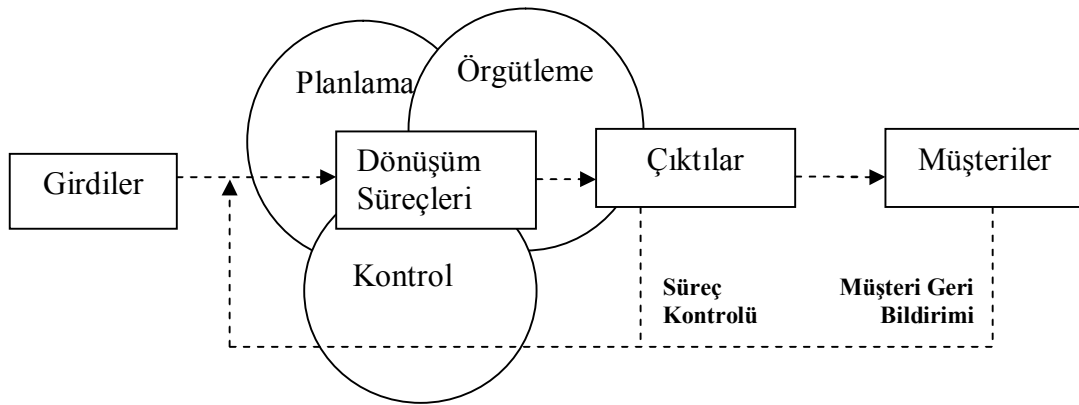 Planlama
Örgütleme
Girdiler
Dönüşüm
Süreçleri
Çıktılar
Müşteriler
Kontrol
Süreç
Kontrolü
Müşteri Geri
Bildirimi